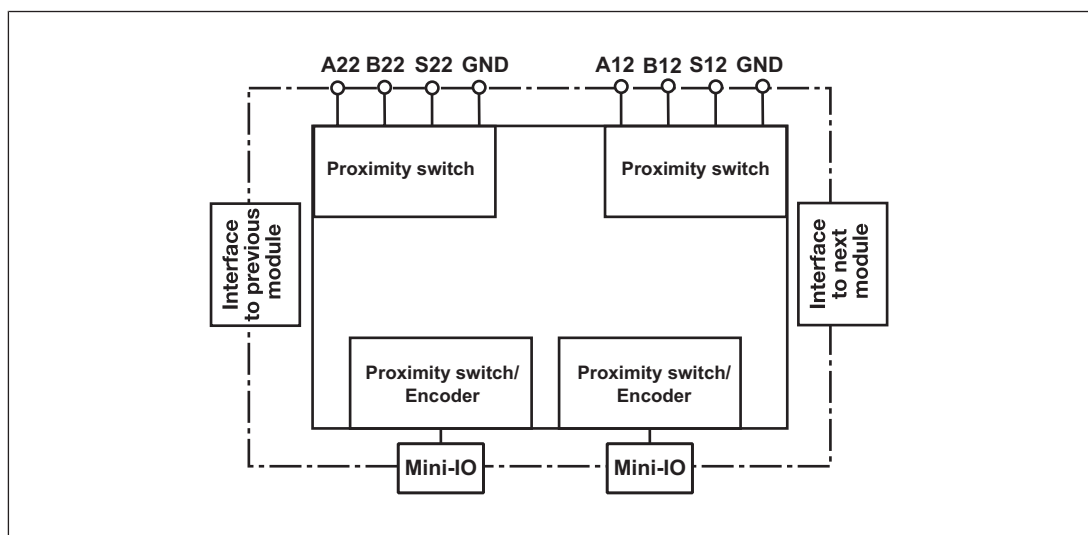 A22 B22 S22 GND
A12 B12 S12 GND
Proximity switch
Proximity switch
Interface
to previous
module
Interface
to next
module
Proximity switch/
Encoder
Proximity switch/
Encoder
Mini-IO
Mini-IO